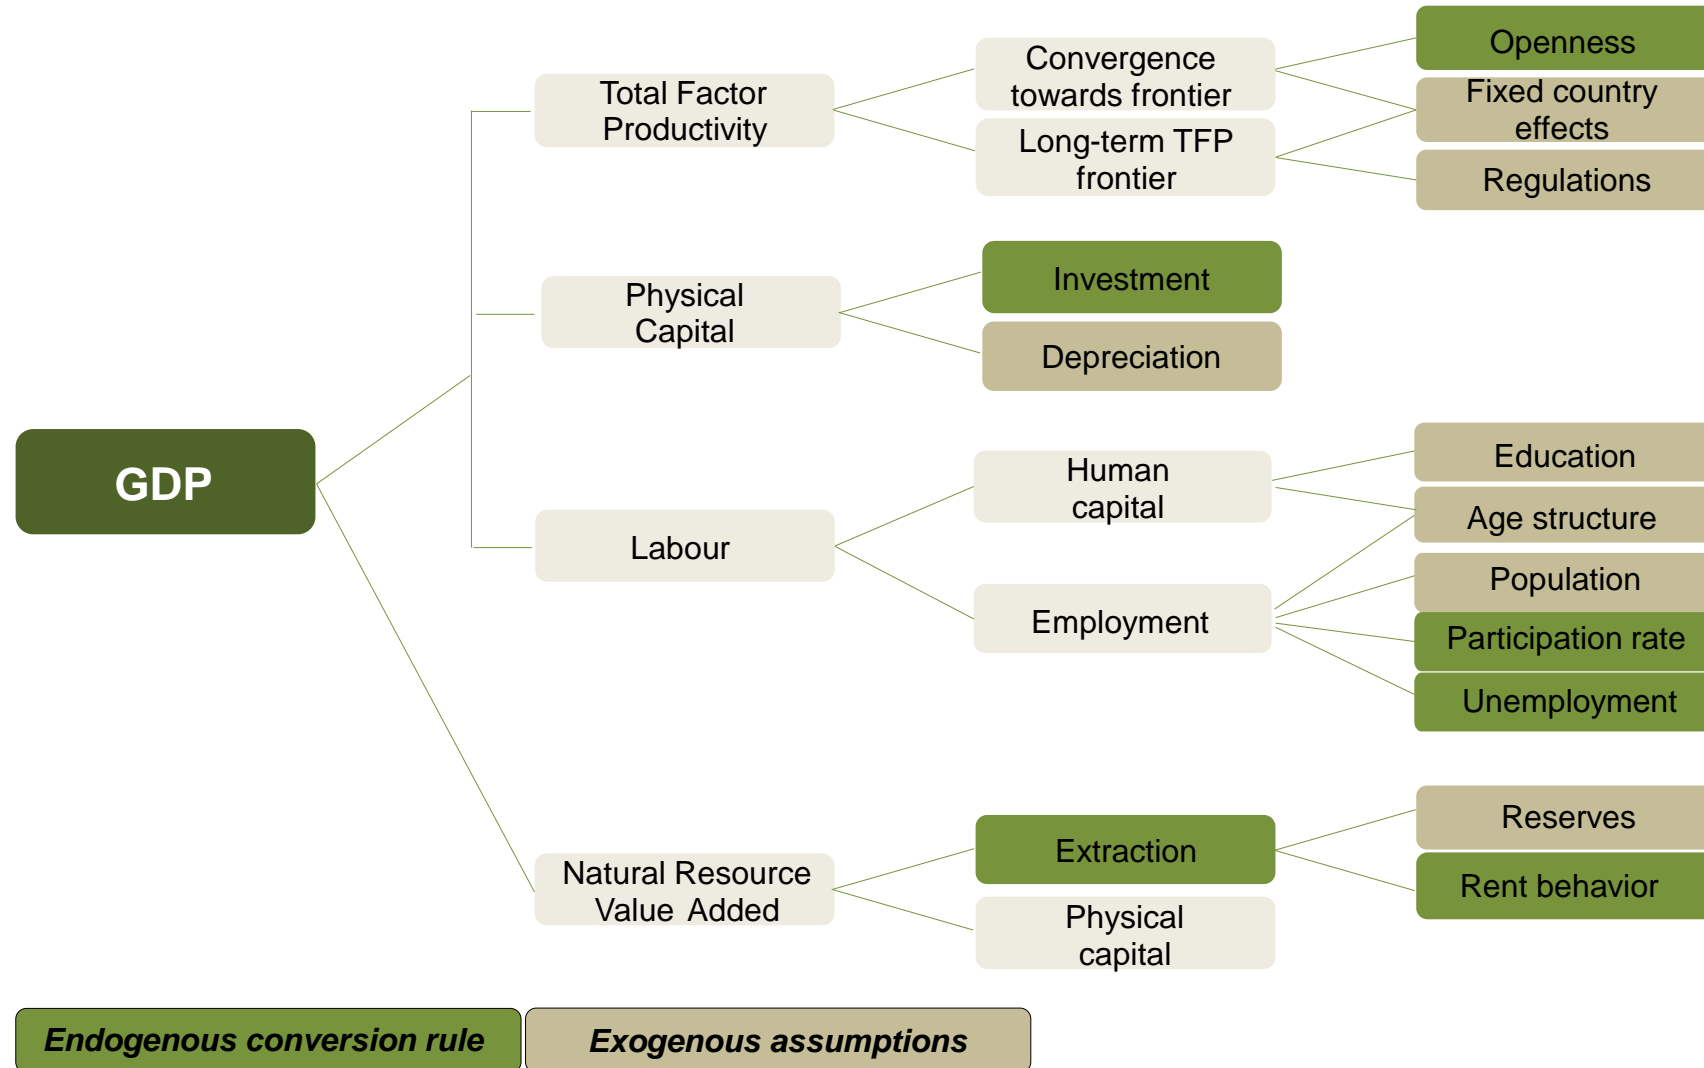 GDP
Total Factor
Productivity
Convergence
towards frontier
Long-term TFP
frontier
Openness
Fixed country
effects
Regulations
Physical
Capital
Investment
Depreciation
Labour
Human
capital
Employment
Education
Age structure
Population
Participation rate
Unemployment
Natural Resource
Value Added
Extraction
Physical
capital
Reserves
Rent behavior
Endogenous conversion rule
Exogenous assumptions